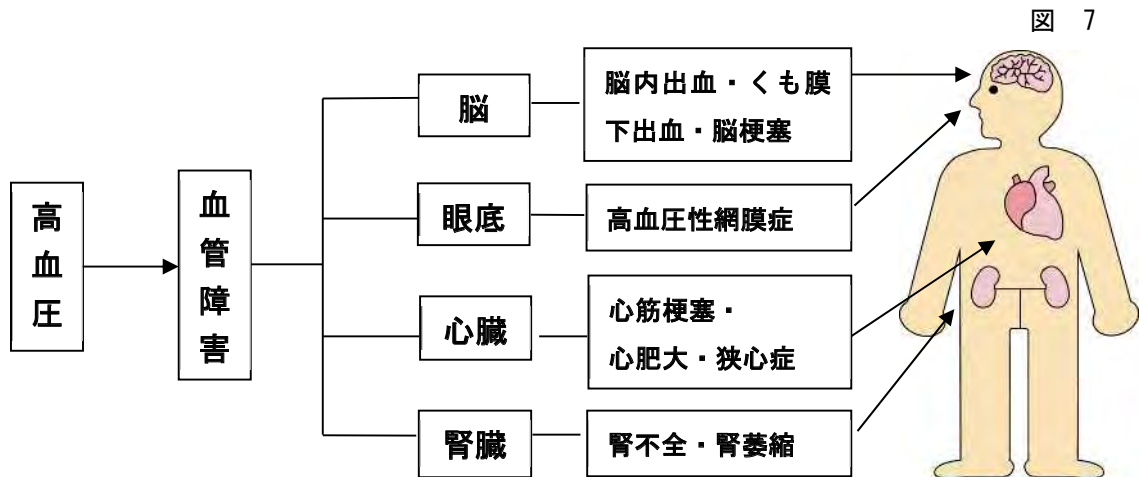 図 7
高血圧
血管障害
脳
脳内出血・くも膜
下出血・脳梗塞
眼底
高血圧性網膜症
心臓
心筋梗塞・
心肥大・狭心症
腎臓
腎不全・腎萎縮